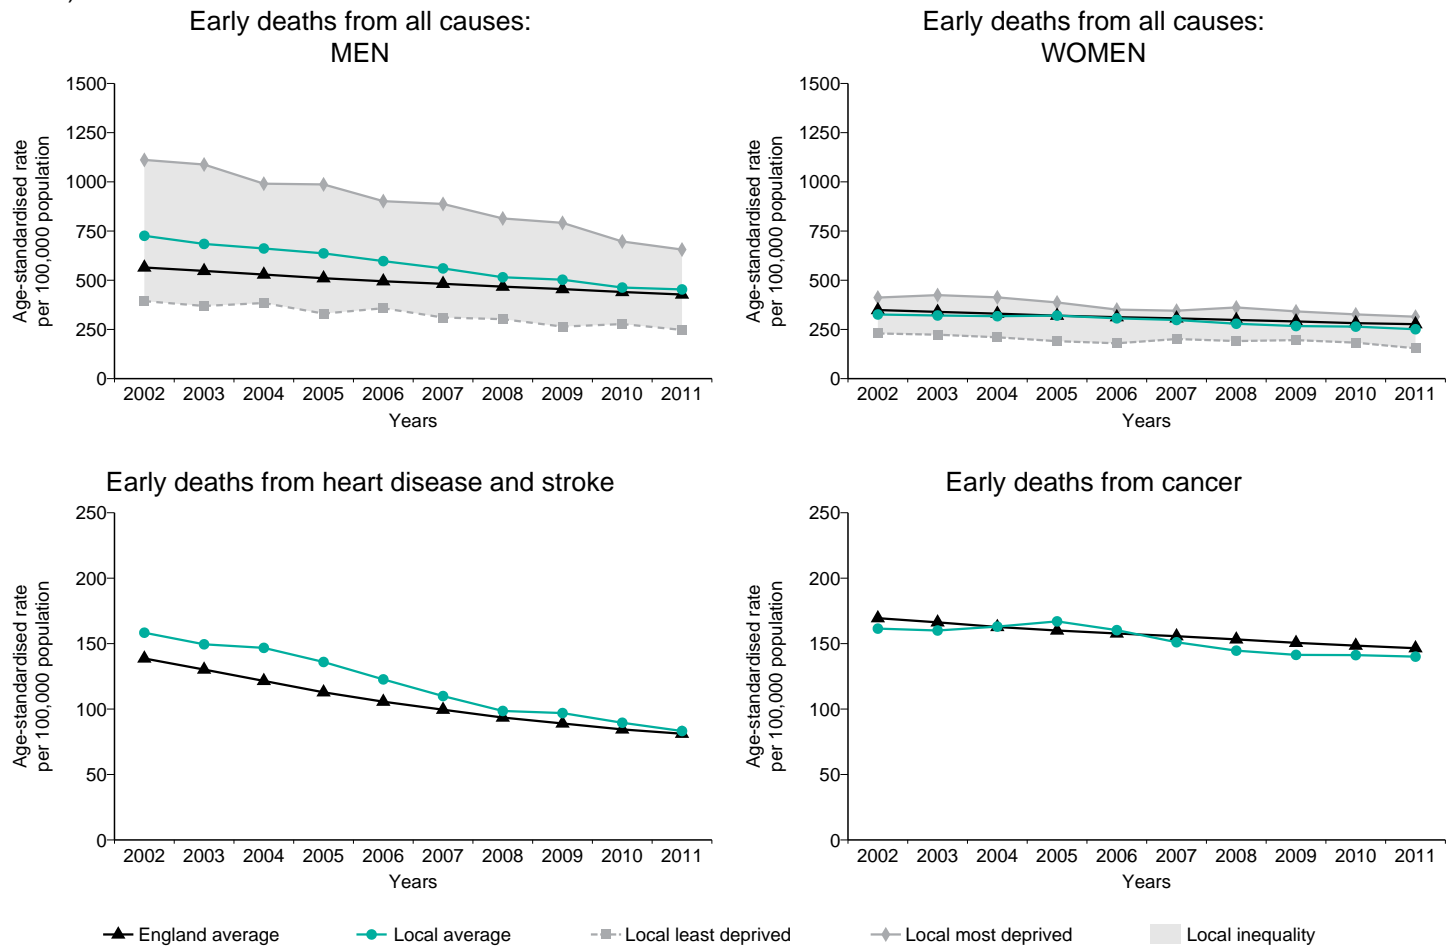 Early deaths from all causes:
MEN
Age-standardised rate
per 100,000 population
1500
1250
1000
750
500
250
0
2002 2003 2004 2005 2006 2007 2008 2009 2010 2011
Years
Early deaths from all causes:
WOMEN
Age-standardised rate
per 100,000 population
1500
1250
1000
750
500
250
0
2002 2003 2004 2005 2006 2007 2008 2009 2010 2011
Years
Early deaths from heart disease and stroke
Age-standardised rate
per 100,000 population
250
200
150
100
50
0
2002 2003 2004 2005 2006 2007 2008 2009 2010 2011
Years
Early deaths from cancer
Age-standardised rate
per 100,000 population
250
200
150
100
50
0
2002 2003 2004 2005 2006 2007 2008 2009 2010 2011
Years
England average Local average Local least deprived Local most deprived Local inequality